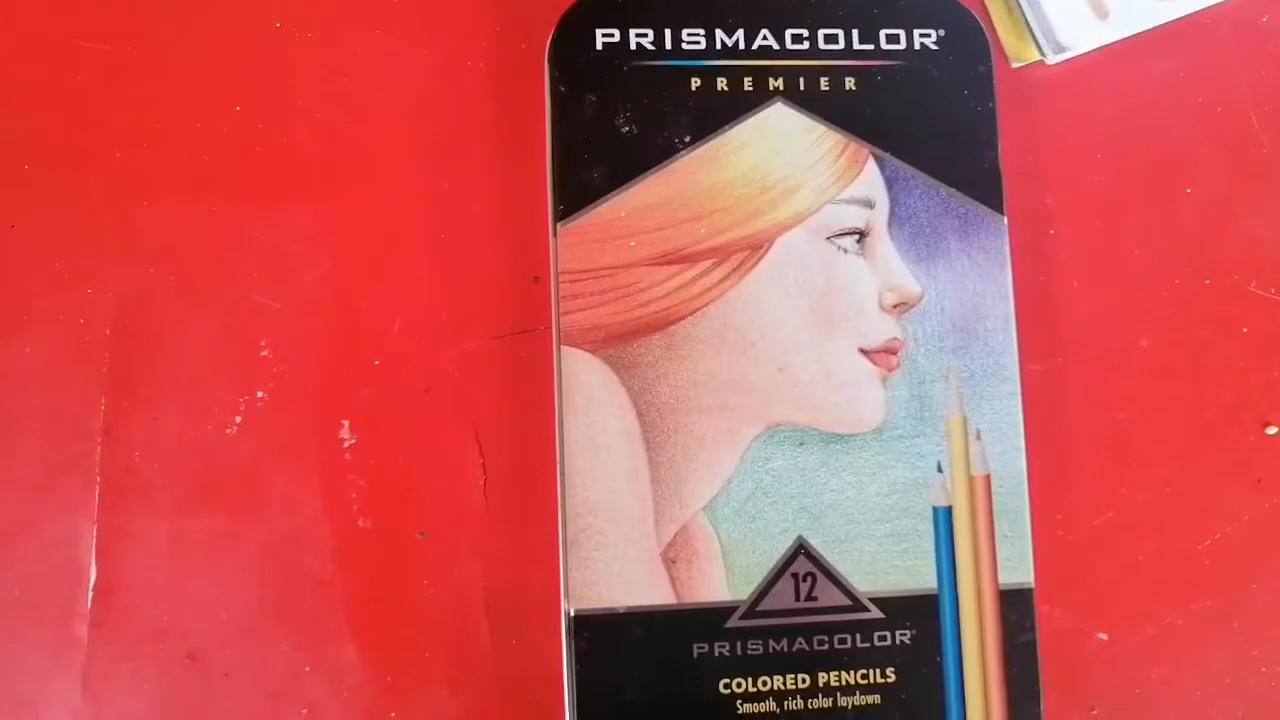 PRISMACOLOR®
PREMIER
12
PRISMACOLOR®
COLORED PENCILS
Smooth, rich color laydown